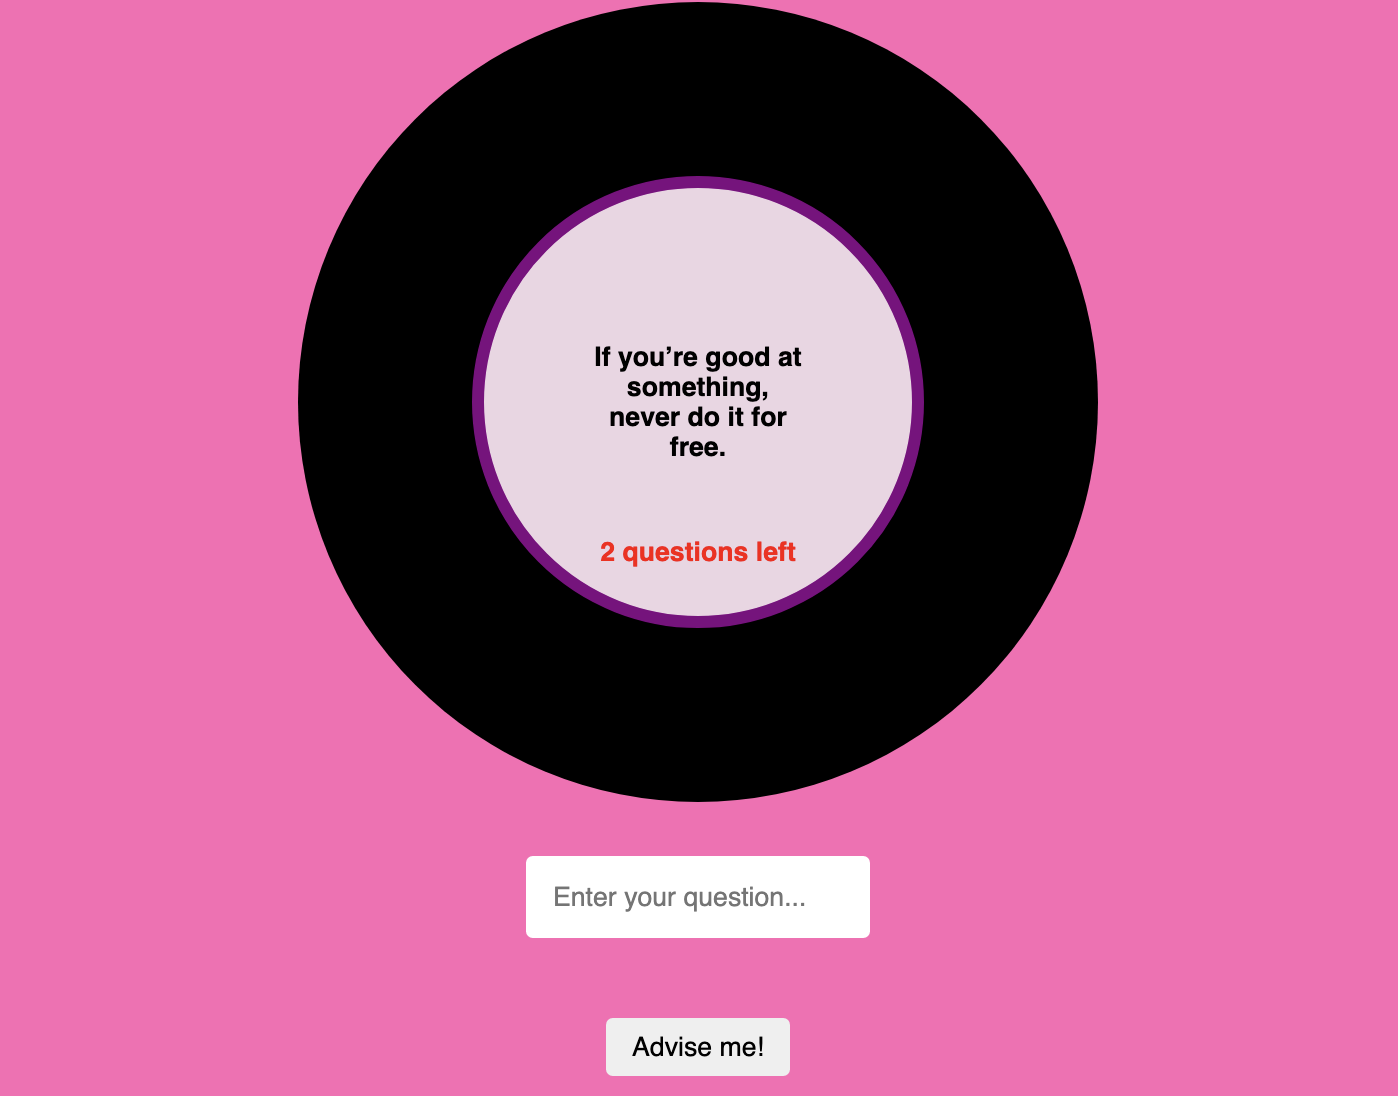 If you’re good at
something,
never do it for
free.
2 questions left
Enter your question...
Advise me!